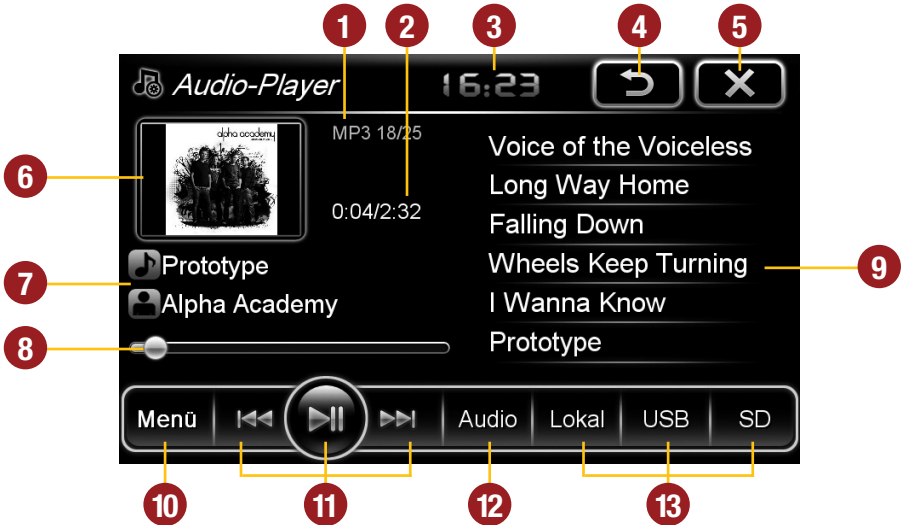 1 2 3 4 5
Audio-Player 16:23
alpha academy
MP3 18/25
0:04/2:32
6
Prototype
Alpha Academy
7
8
Voice of the Voiceless
Long Way Home
Falling Down
Wheels Keep Turning
I Wanna Know
Prototype
9
Menü Audio Lokal USB SD
10 11 12 13